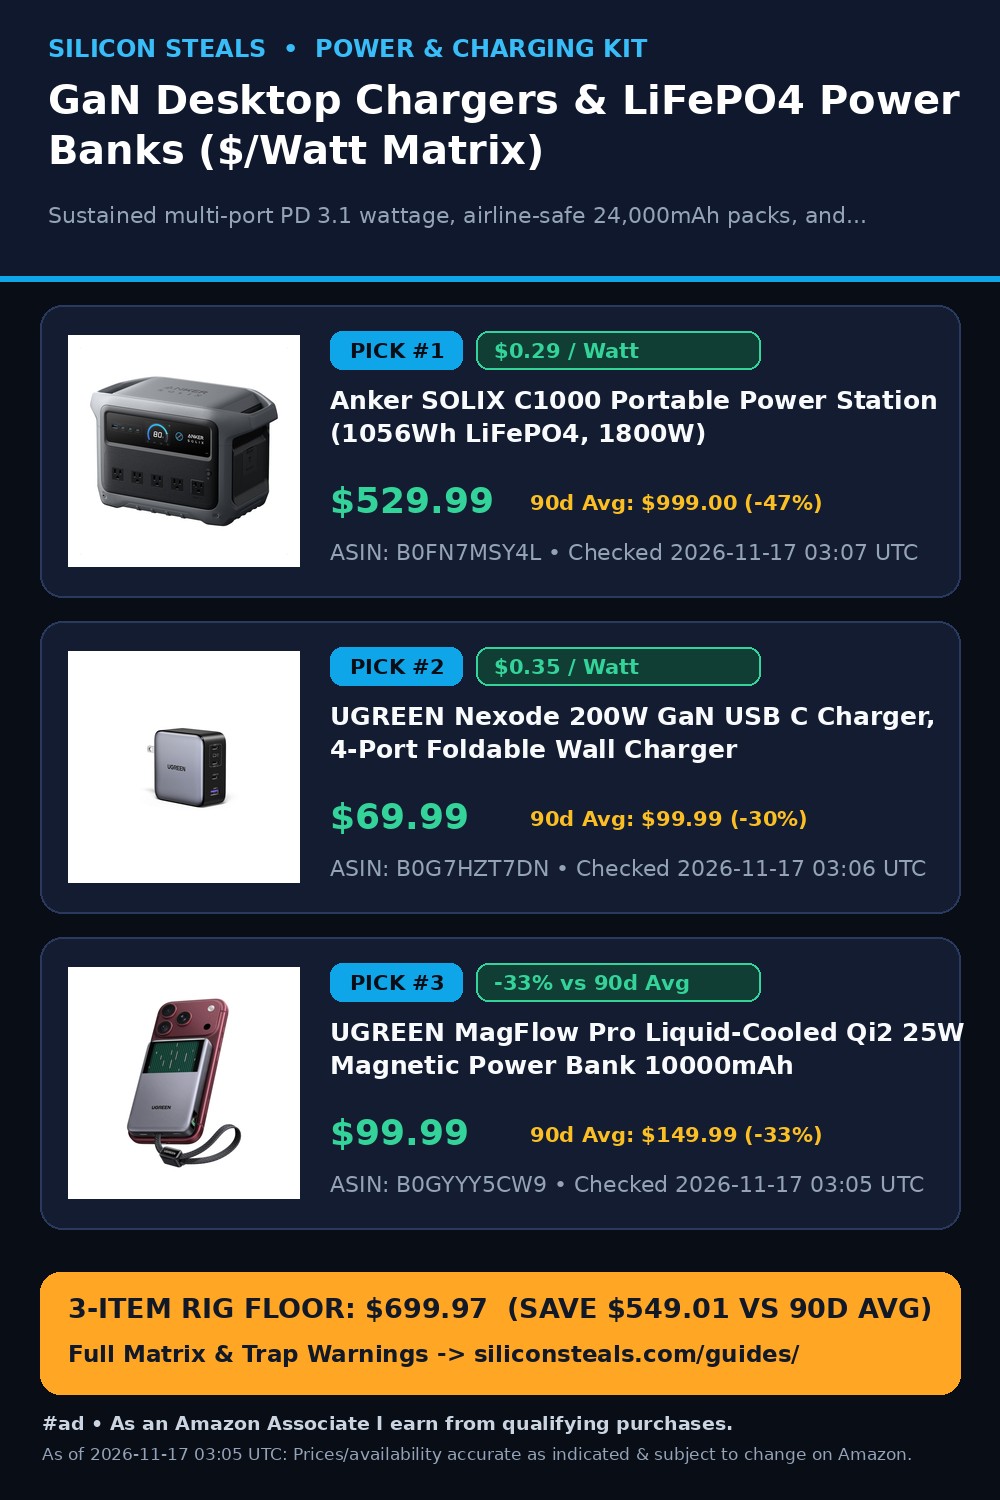 SILICON STEALS • POWER & CHARGING KIT
GaN Desktop Chargers & LiFePO4 Power
Banks ($/Watt Matrix)
Sustained multi-port PD 3.1 wattage, airline-safe 24,000mAh packs, and...
PICK #1
$0.29 / Watt
Anker SOLIX C1000 Portable Power Station
(1056Wh LiFePO4, 1800W)
$529.99
90d Avg: $999.00 (-47%)
ASIN: B0FN7MSY4L • Checked 2026-11-17 03:07 UTC
ANKER
SOLIX
80
ANKER
SOLIX
PICK #2
$0.35 / Watt
UGREEN Nexode 200W GaN USB C Charger,
4-Port Foldable Wall Charger
$69.99
90d Avg: $99.99 (-30%)
ASIN: B0G7HZT7DN • Checked 2026-11-17 03:06 UTC
UGREEN
PICK #3
-33% vs 90d Avg
UGREEN MagFlow Pro Liquid-Cooled Qi2 25W
Magnetic Power Bank 10000mAh
$99.99
90d Avg: $149.99 (-33%)
ASIN: B0GYYY5CW9 • Checked 2026-11-17 03:05 UTC
UGREEN
3-ITEM RIG FLOOR: $699.97 (SAVE $549.01 VS 90D AVG)
Full Matrix & Trap Warnings -> siliconsteals.com/guides/
#ad • As an Amazon Associate I earn from qualifying purchases.
As of 2026-11-17 03:05 UTC: Prices/availability accurate as indicated & subject to change on Amazon.